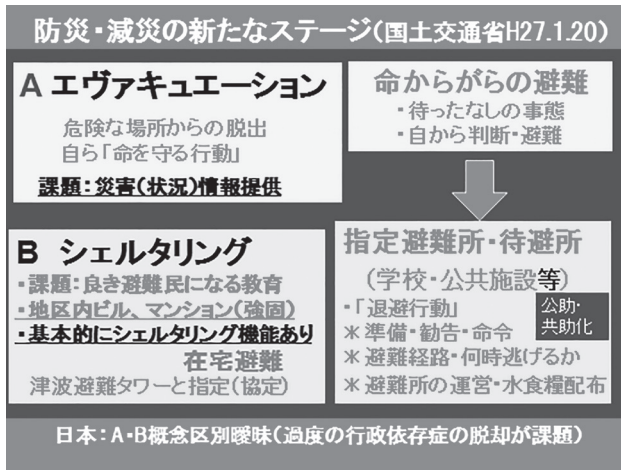 防災・減災の新たなステージ(国土交通省H27.1.20)
A エヴァキュエーション
危険な場所からの脱出
自ら「命を守る行動」
課題:災害(状況)情報提供
命からがらの避難
・待ったなしの事態
・自から判断・避難
B シェルタリング
・課題:良き避難民になる教育
・地区内ビル、マンション(強固)
・基本的にシェルタリング機能あり
在宅避難
津波避難タワーと指定(協定)
指定避難所・待避所
(学校・公共施設等)
・「退避行動」
公助・
共助化
＊準備・勧告・命令
＊避難経路・何時逃げるか
＊避難所の運営・水食糧配布
日本:A・B概念区別曖昧(過度の行政依存症の脱却が課題)